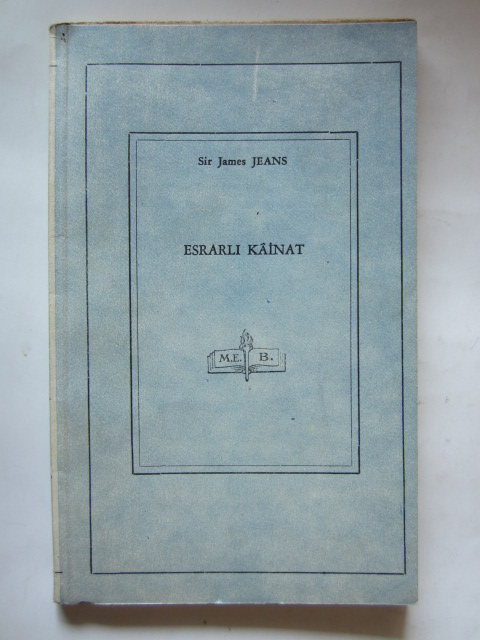 Sir James JEANS
ESRARLI KÂİNAT
M.E. B.